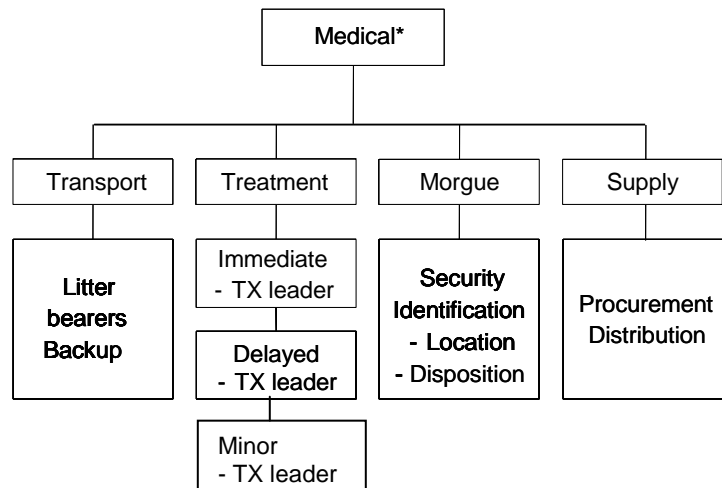 Medical*
Transport
Treatment
Morgue
Supply
Litter
bearers
Backup
Immediate
- TX leader
Delayed
- TX leader
Minor
- TX leader
Security
Identification
- Location
- Disposition
Procurement
Distribution